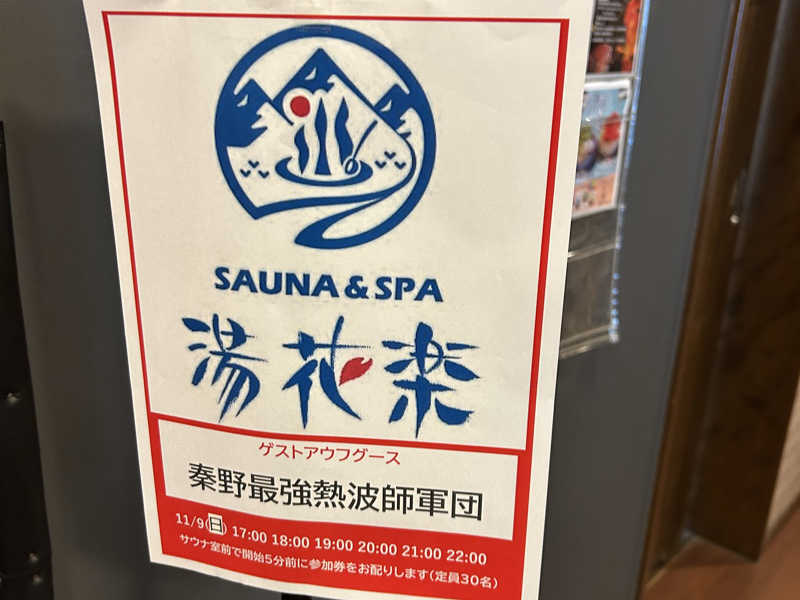 SAUNA & SPA
湯花楽
ゲストアウフグース
秦野最強熱波師軍団
11/9(日) 17:00 18:00 19:00 20:00 21:00 22:00
サウナ室前で開始5分前に参加券をお配りします(定員30名)